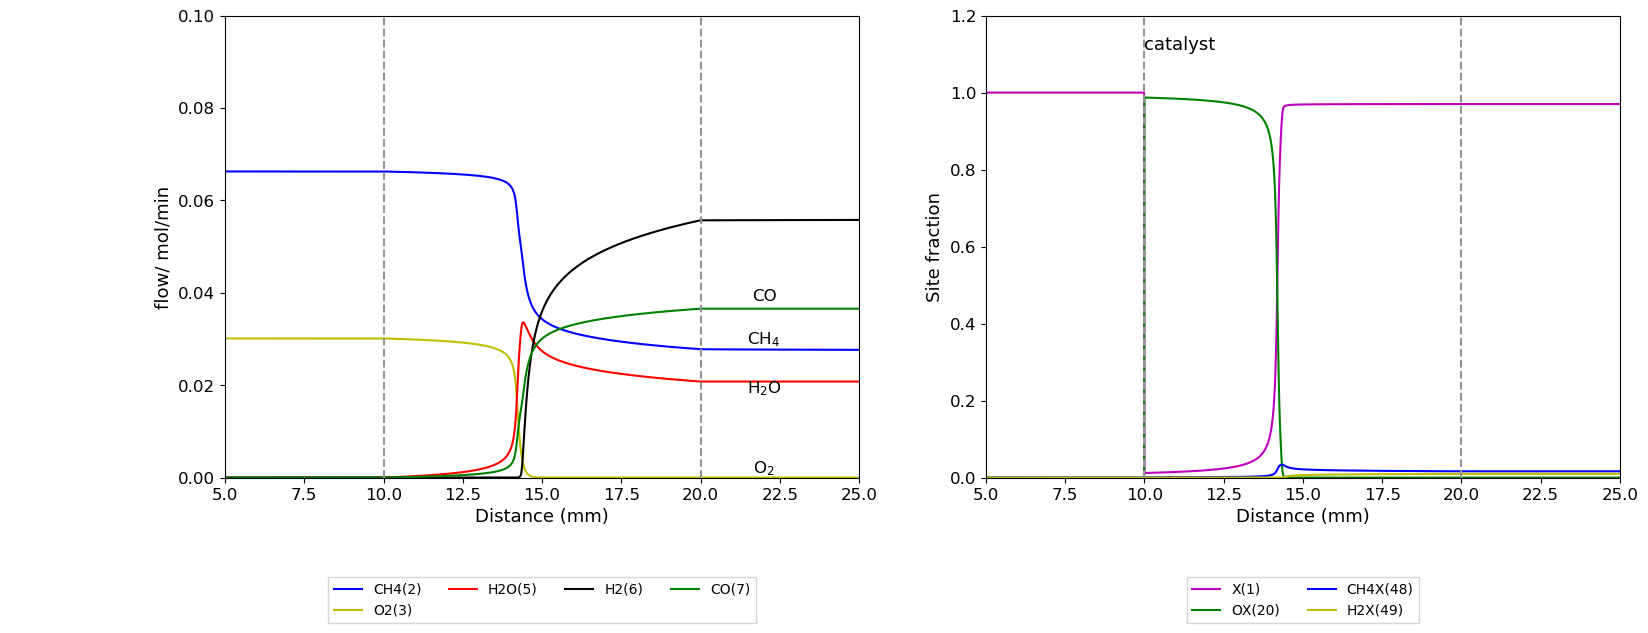 0.10
0.08
0.06
0.04
0.02
0.00
flow/ mol/min
CO
CH4
H2O
O2
5.0 7.5 10.0 12.5 15.0 17.5 20.0 22.5 25.0
Distance (mm)
CH4(2) H2O(5) H2(6) CO(7)
O2(3)
1.2
1.0
0.8
0.6
0.4
0.2
0.0
Site fraction
catalyst
5.0 7.5 10.0 12.5 15.0 17.5 20.0 22.5 25.0
Distance (mm)
X(1) CH4X(48)
OX(20) H2X(49)